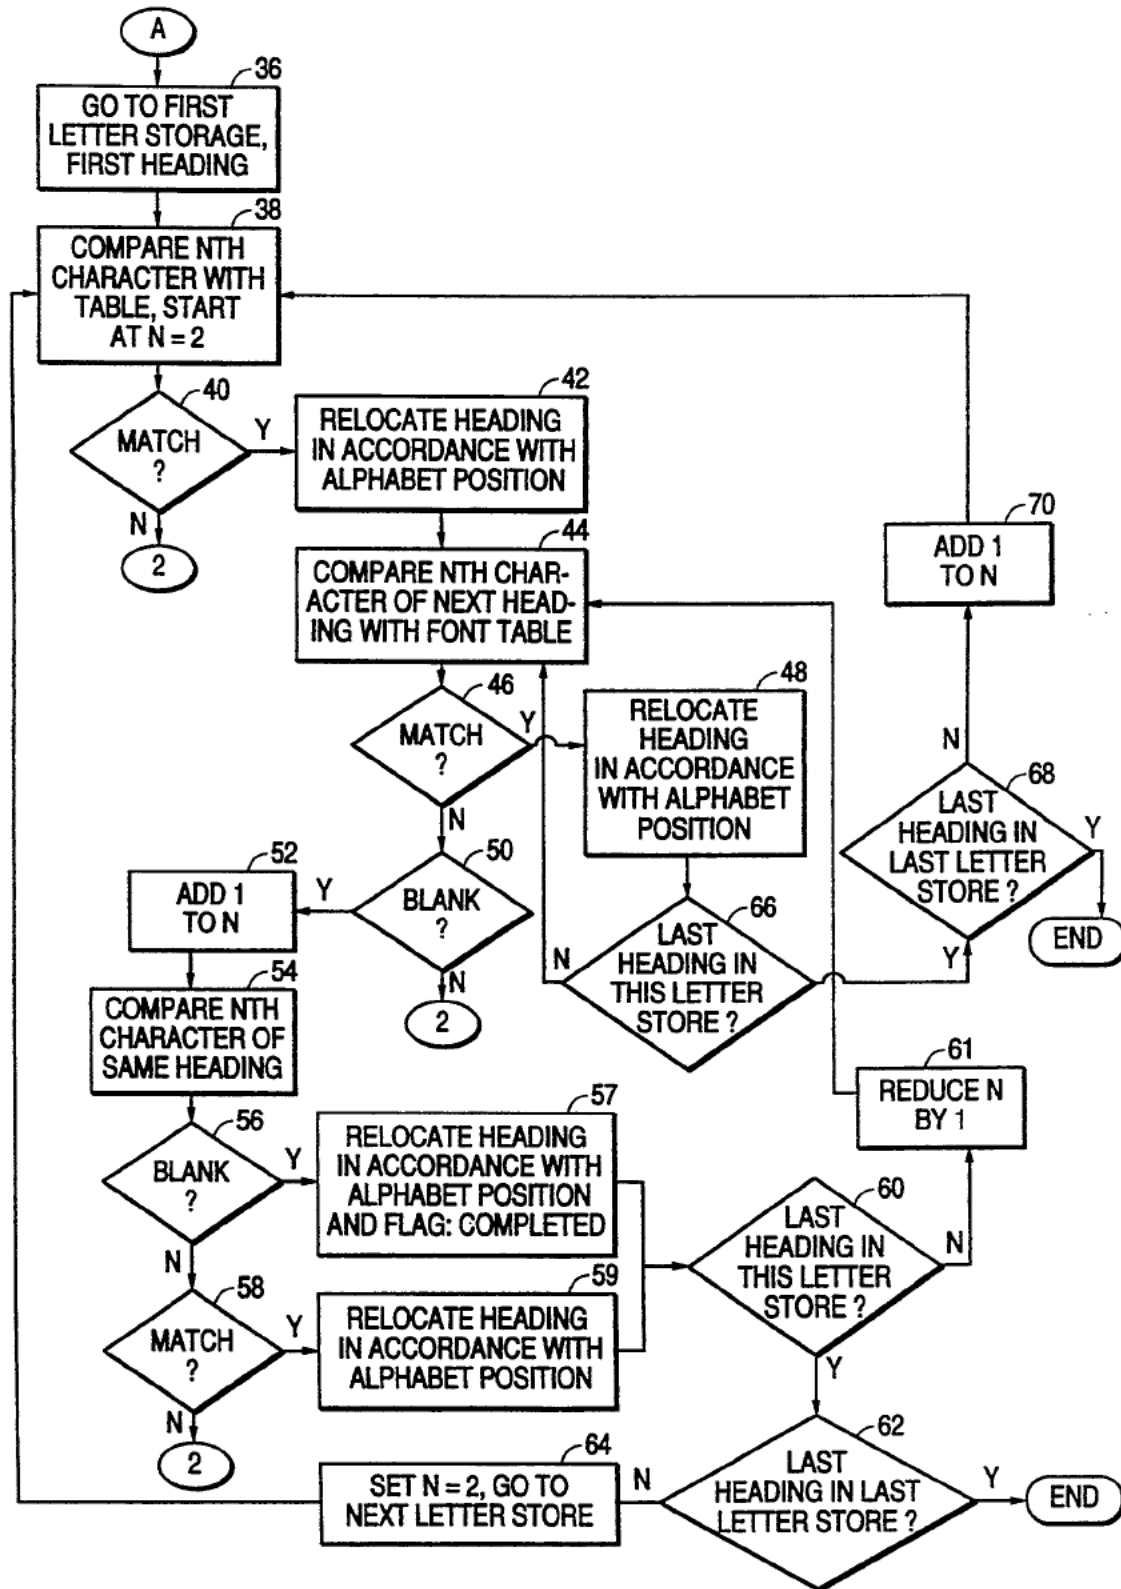 A
36
GO TO FIRST
LETTER STORAGE,
FIRST HEADING
38
COMPARE NTH
CHARACTER WITH
TABLE, START
AT N = 2
40
MATCH
?
Y
N
2
42
RELOCATE HEADING
IN ACCORDANCE WITH
ALPHABET POSITION
44
COMPARE NTH CHAR-
ACTER OF NEXT HEAD-
ING WITH FONT TABLE
46
MATCH
?
Y
N
48
RELOCATE
HEADING
IN ACCORDANCE
WITH ALPHABET
POSITION
50
BLANK
?
Y
N
2
52
ADD 1
TO N
54
COMPARE NTH
CHARACTER OF
SAME HEADING
56
BLANK
?
Y
N
57
RELOCATE HEADING
IN ACCORDANCE WITH
ALPHABET POSITION
AND FLAG: COMPLETED
58
MATCH
?
Y
N
2
59
RELOCATE HEADING
IN ACCORDANCE WITH
ALPHABET POSITION
60
LAST
HEADING IN
THIS LETTER
STORE ?
N
Y
61
REDUCE N
BY 1
62
LAST
HEADING IN LAST
LETTER STORE ?
N
Y
END
64
SET N = 2, GO TO
NEXT LETTER STORE
66
LAST
HEADING IN
THIS LETTER
STORE ?
N
Y
68
LAST
HEADING IN
LAST LETTER
STORE ?
N
Y
END
70
ADD 1
TO N